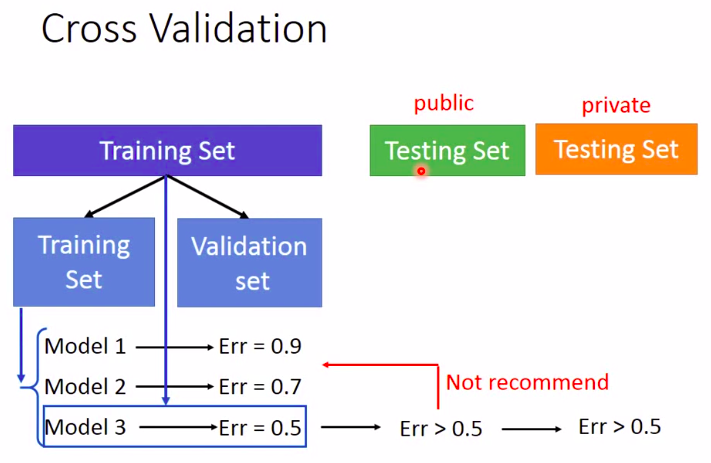 Cross Validation
public
private
Training Set
Testing Set
Testing Set
Training
Set
Validation
set
Model 1
Err = 0.9
Model 2
Err = 0.7
Not recommend
Model 3
Err = 0.5
Err > 0.5
Err > 0.5